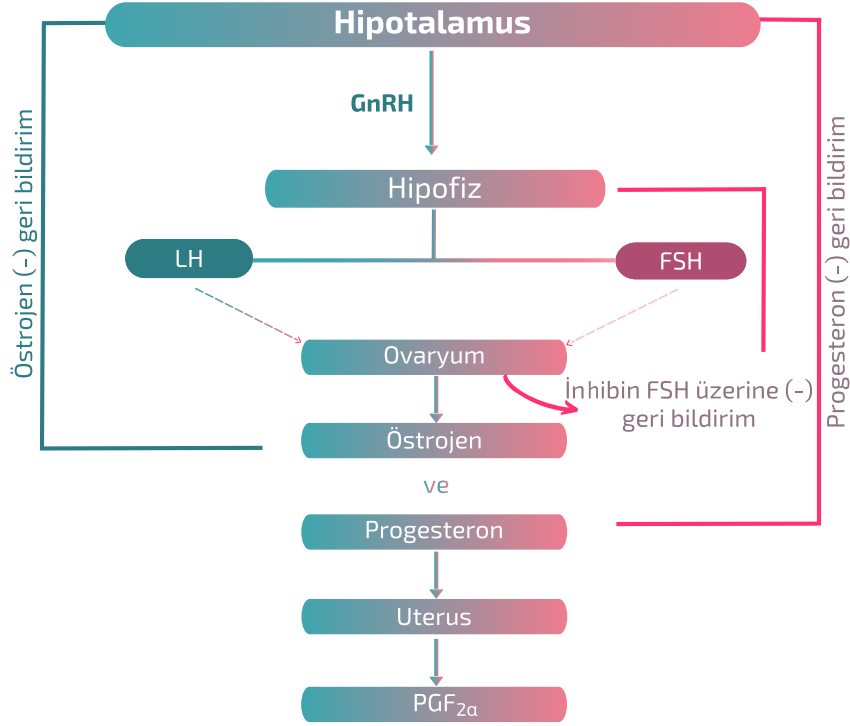 Hipotalamus
GnRH
Hipofiz
LH
FSH
Östrojen (-) geri bildirim
Progesteron (-) geri bildirim
Ovaryum
İnhibin FSH üzerine (-)
geri bildirim
Östrojen
ve
Progesteron
Uterus
PGF₂α